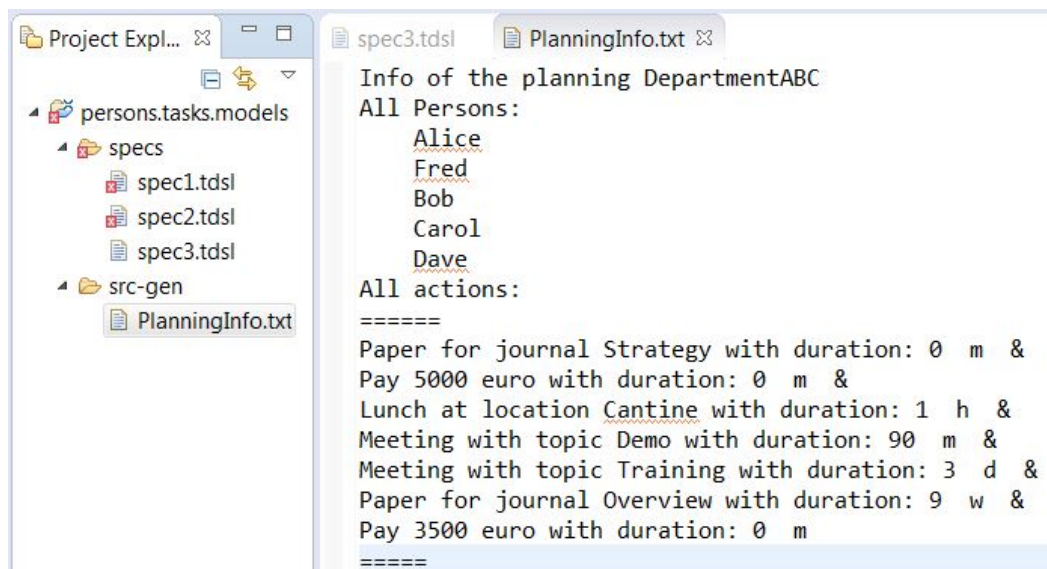 Project Expl...
persons.tasks.models
specs
spec1.tdsl
spec2.tdsl
spec3.tdsl
src-gen
PlanningInfo.txt
spec3.tdsl PlanningInfo.txt
Info of the planning DepartmentABC
All Persons:
Alice
Fred
Bob
Carol
Dave
All actions:
======
Paper for journal Strategy with duration: 0 m &
Pay 5000 euro with duration: 0 m &
Lunch at location Cantine with duration: 1 h &
Meeting with topic Demo with duration: 90 m &
Meeting with topic Training with duration: 3 d &
Paper for journal Overview with duration: 9 w &
Pay 3500 euro with duration: 0 m
=====